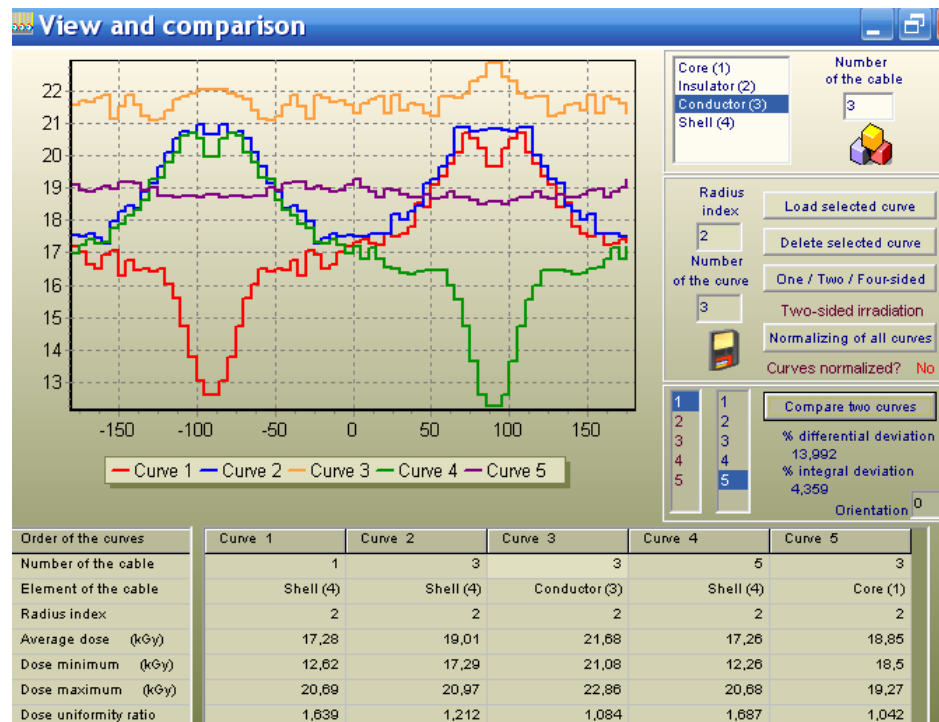 View and comparison
22
21
20
19
18
17
16
15
14
13
-150 -100 -50 0 50 100 150
Curve 1 Curve 2 Curve 3 Curve 4 Curve 5
Core (1)
Insulator (2)
Conductor (3)
Shell (4)
Number
of the cable
3
Radius
index
2
Number
of the curve
3
Load selected curve
Delete selected curve
One / Two / Four-sided
Two-sided irradiation
Normalizing of all curves
Curves normalized? No
1 1
2 2
3 3
4 4
5 5
Compare two curves
% differential deviation
13,992
% integral deviation
4,359
Orientation 0
Order of the curves Curve 1 Curve 2 Curve 3 Curve 4 Curve 5
Number of the cable 1 3 3 5 3
Element of the cable Shell (4) Shell (4) Conductor (3) Shell (4) Core (1)
Radius index 2 2 2 2 2
Average dose (kGy) 17,28 19,01 21,68 17,26 18,85
Dose minimum (kGy) 12,62 17,29 21,08 12,26 18,5
Dose maximum (kGy) 20,69 20,97 22,86 20,68 19,27
Dose uniformity ratio 1,639 1,212 1,084 1,687 1,042